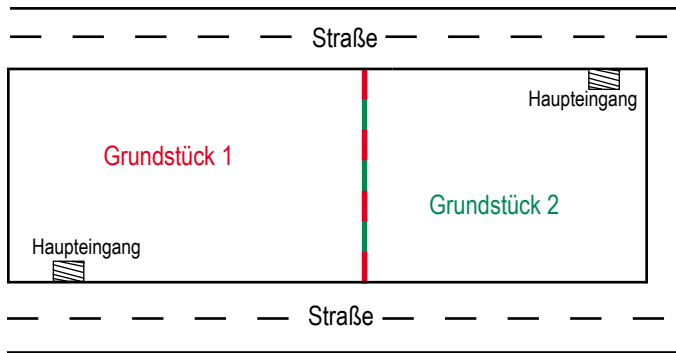 Straße
Haupteingang
Grundstück 1
Grundstück 2
Haupteingang
Straße